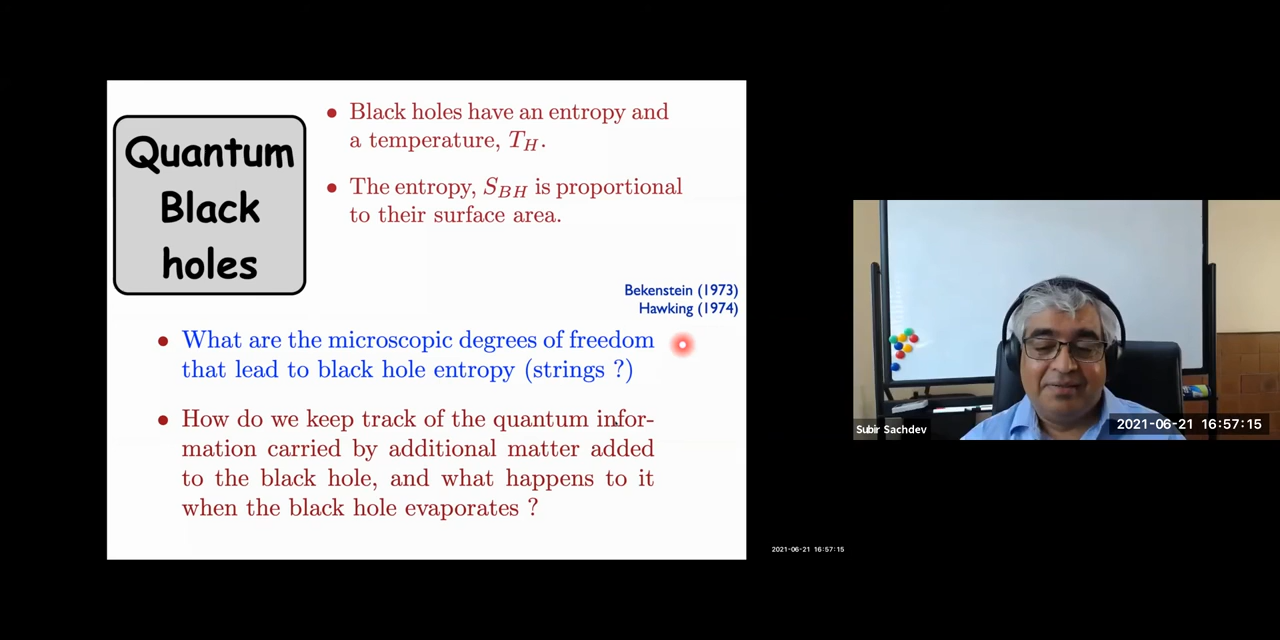 Quantum
Black
holes
• Black holes have an entropy and
a temperature, T_H.
• The entropy, S_BH is proportional
to their surface area.
Bekenstein (1973)
Hawking (1974)
• What are the microscopic degrees of freedom
that lead to black hole entropy (strings ?)
• How do we keep track of the quantum infor-
mation carried by additional matter added
to the black hole, and what happens to it
when the black hole evaporates ?
Subir Sachdev
2021-06-21 16:57:15
2021-06-21 16:57:15